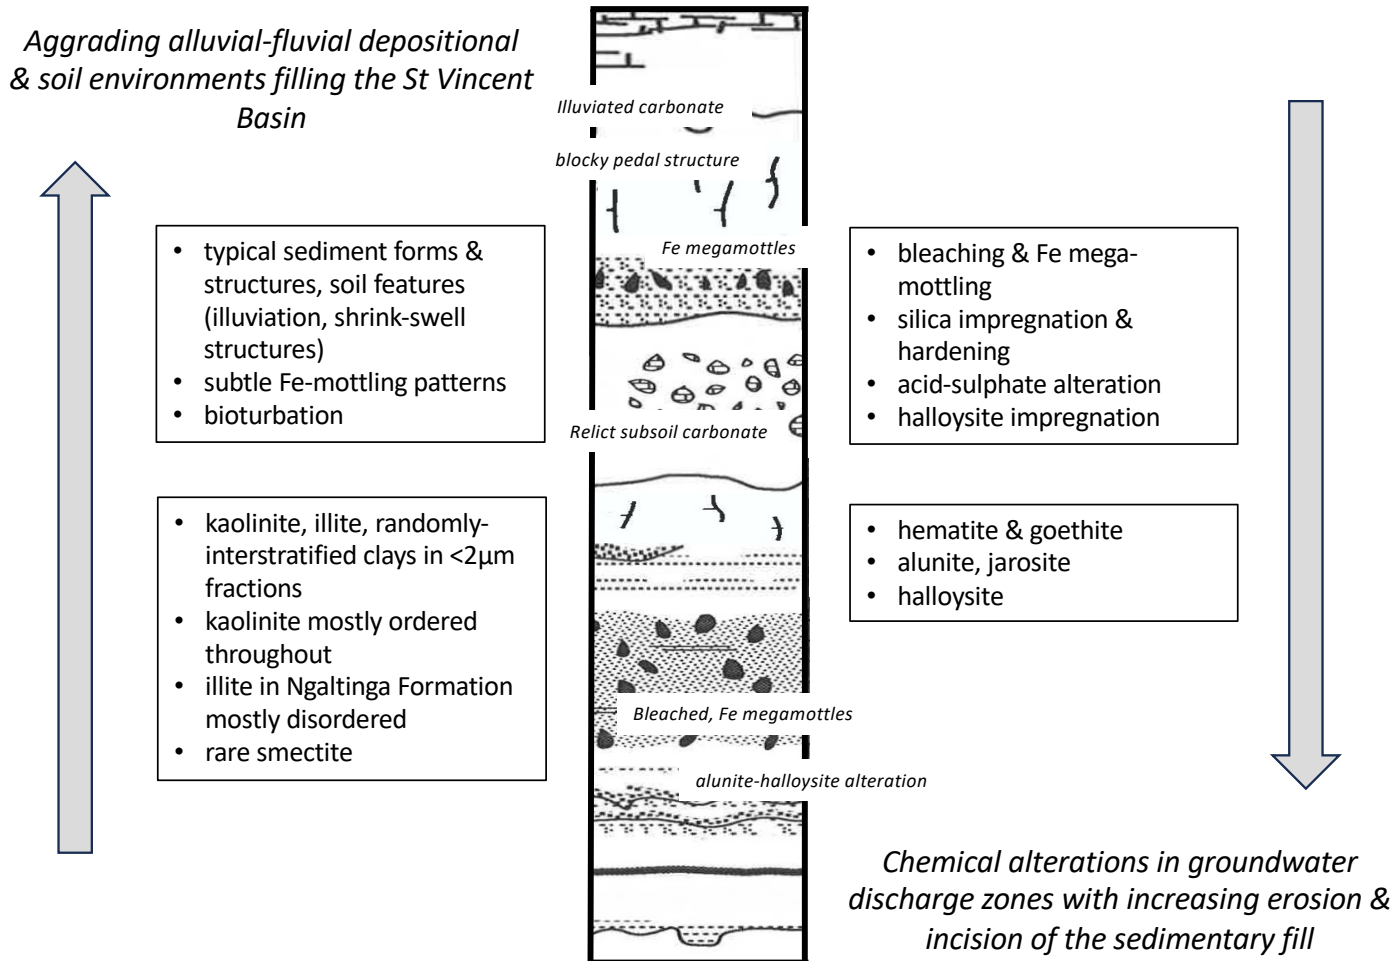 Aggrading alluvial-fluvial depositional
& soil environments filling the St Vincent
Basin
Illuviated carbonate
blocky pedal structure
Fe megamottles
Relict subsoil carbonate
Bleached, Fe megamottles
alunite-halloysite alteration
• typical sediment forms &
structures, soil features
(illuviation, shrink-swell
structures)
• subtle Fe-mottling patterns
• bioturbation
• kaolinite, illite, randomly-
interstratified clays in <2µm
fractions
• kaolinite mostly ordered
throughout
• illite in Ngaltinga Formation
mostly disordered
• rare smectite
• bleaching & Fe mega-
mottling
• silica impregnation &
hardening
• acid-sulphate alteration
• halloysite impregnation
• hematite & goethite
• alunite, jarosite
• halloysite
Chemical alterations in groundwater
discharge zones with increasing erosion &
incision of the sedimentary fill